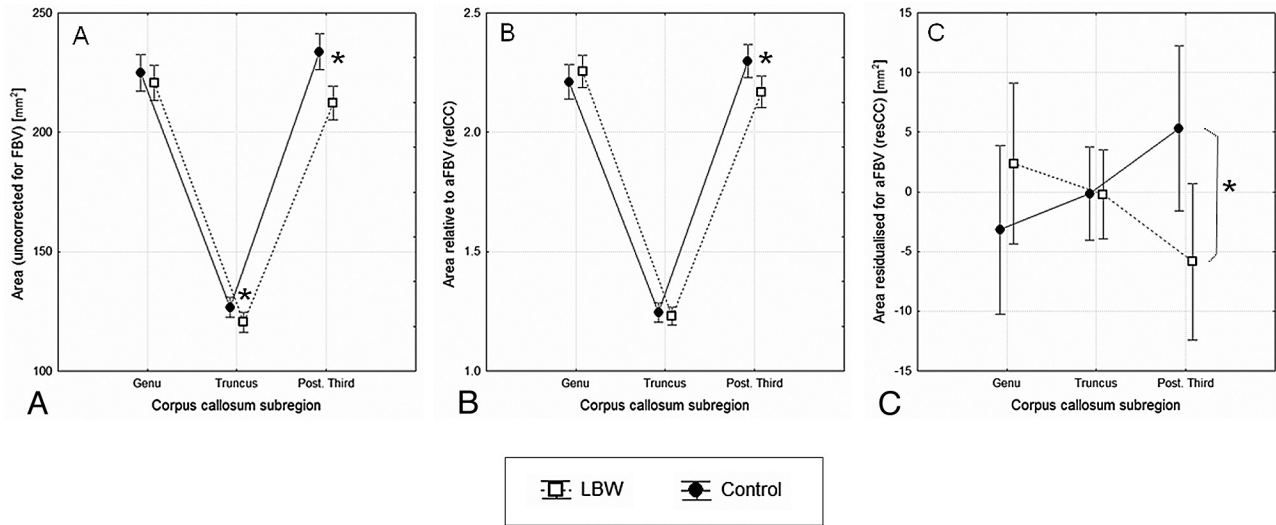 A
Area (uncorrected for FBV) [mm²]
250
200
150
100
*
*
Genu
Truncus
Post. Third
Corpus callosum subregion
A
B
Area relative to aFBV (relCC)
2.5
2.0
1.5
1.0
*
Genu
Truncus
Post. Third
Corpus callosum subregion
B
C
Area residualised for aFBV (resCC) [mm²]
15
10
5
0
-5
-10
-15
*
Genu
Truncus
Post. Third
Corpus callosum subregion
C
LBW
Control